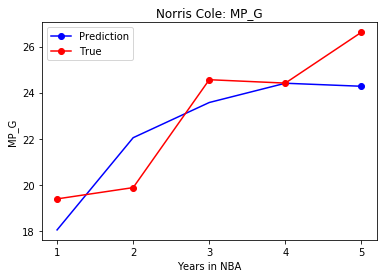 Norris Cole: MP_G
Prediction
True
26
24
22
20
18
MP_G
1 2 3 4 5
Years in NBA